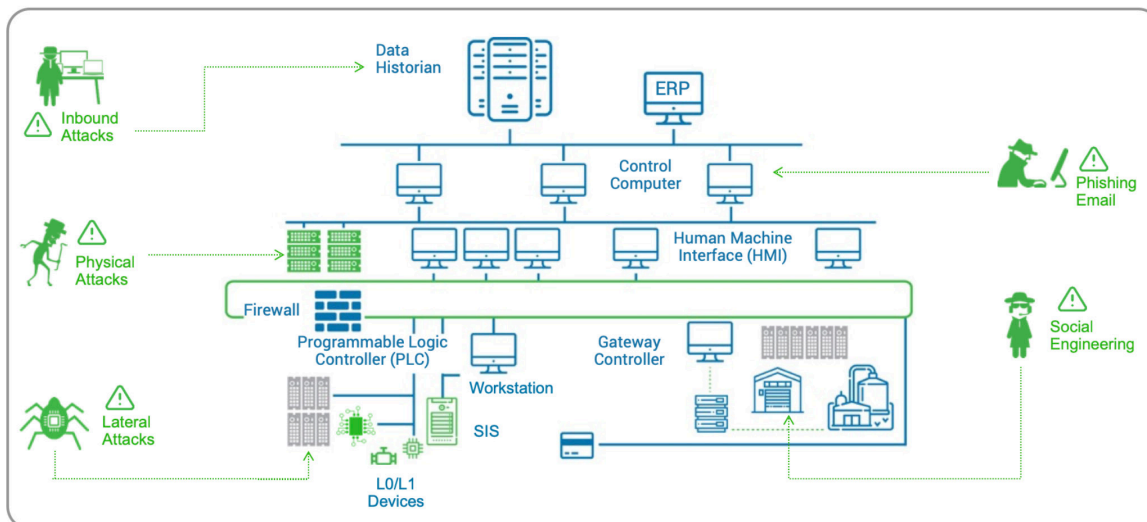 Data
Historian
ERP
Inbound
Attacks
Control
Computer
Phishing
Email
Physical
Attacks
Human Machine
Interface (HMI)
Firewall
Programmable Logic
Controller (PLC)
Gateway
Controller
Social
Engineering
Workstation
Lateral
Attacks
SIS
L0/L1
Devices